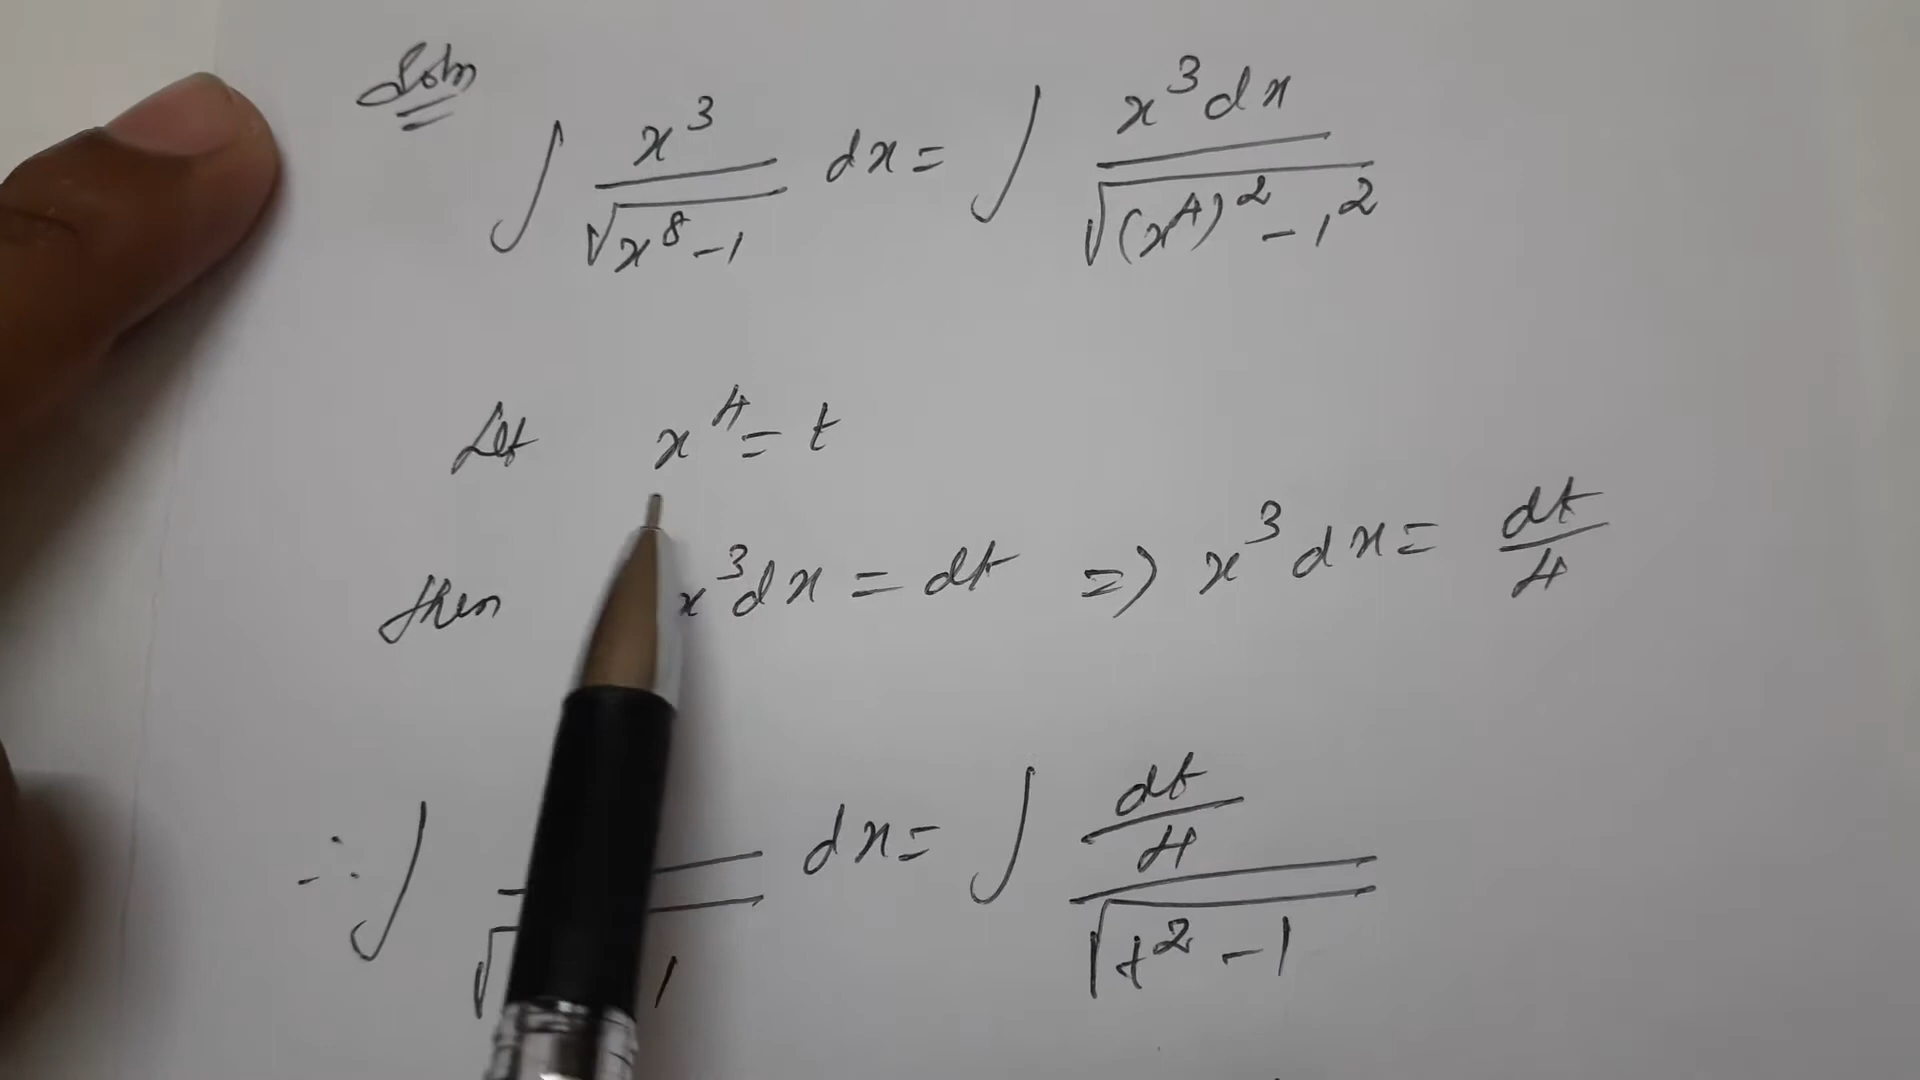 Soln
∫ x³/√(x⁸-1) dx = ∫ x³dx/√((x⁴)²-1²)
Let x⁴ = t
then x³dx = dt ⇒ x³dx = dt/4
∴ ∫ √ 1 dx = ∫ (dt/4)/√(t²-1)